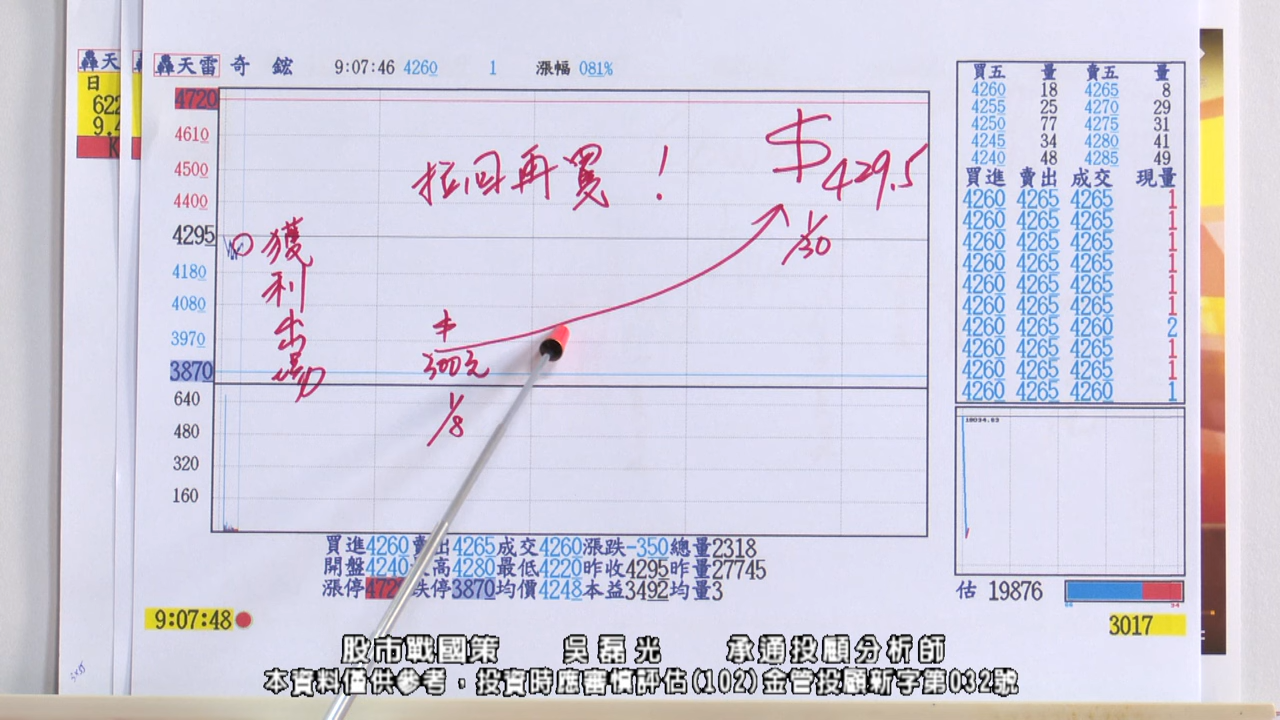 轟天
日
622
9.4
K
轟天雷 奇 鋐 9:07:46 4260 1 漲幅 081%
4720
4610
4500
4400
4295
4180
4080
3970
3870
640
480
320
160
拉回再買！
$429.5
1/30
獲利出場
300元
1/8
買五 量 賣五 量
4260 18 4265 8
4255 25 4270 29
4250 77 4275 31
4245 34 4280 41
4240 48 4285 49
買進 賣出 成交 現量
4260 4265 4265 1
4260 4265 4265 1
4260 4265 4265 1
4260 4265 4265 1
4260 4265 4265 1
4260 4265 4265 1
4260 4265 4260 2
4260 4265 4265 1
4260 4265 4265 1
4260 4265 4260 1
18034.83
買進4260賣出4265成交4260漲跌-350總量2318
開盤4240最高4280最低4220昨收4295昨量27745
漲停472 跌停3870均價4248本益3492均量3
估 19876
9:07:48
3017
股市戰國策 吳磊光 承通投顧分析師
本資料僅供參考，投資時應審慎評估(102)金管投顧新字第032號